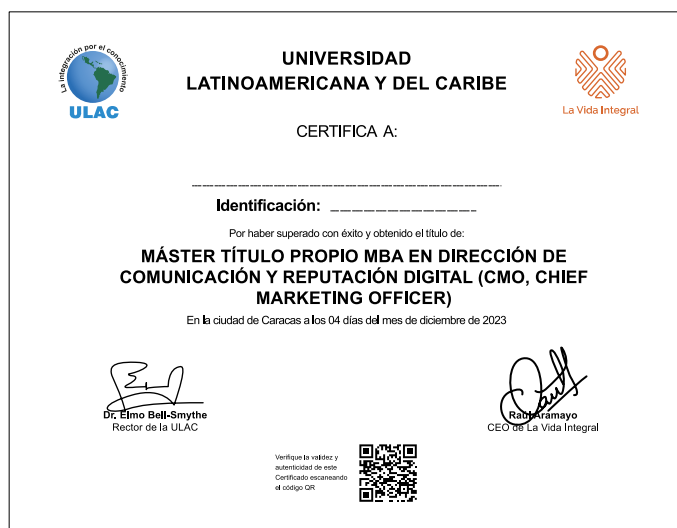 La integración por el conocimiento
ULAC
UNIVERSIDAD
LATINOAMERICANA Y DEL CARIBE
La Vida Integral
CERTIFICA A:
Identificación:
Por haber superado con éxito y obtenido el título de:
MÁSTER TÍTULO PROPIO MBA EN DIRECCIÓN DE
COMUNICACIÓN Y REPUTACIÓN DIGITAL (CMO, CHIEF
MARKETING OFFICER)
En la ciudad de Caracas a los 04 días del mes de diciembre de 2023
Dr. Elmo Bell-Smythe
Rector de la ULAC
Raúl Aramayo
CEO de La Vida Integral
Verifique la validez y
autenticidad de este
Certificado escaneando
el código QR